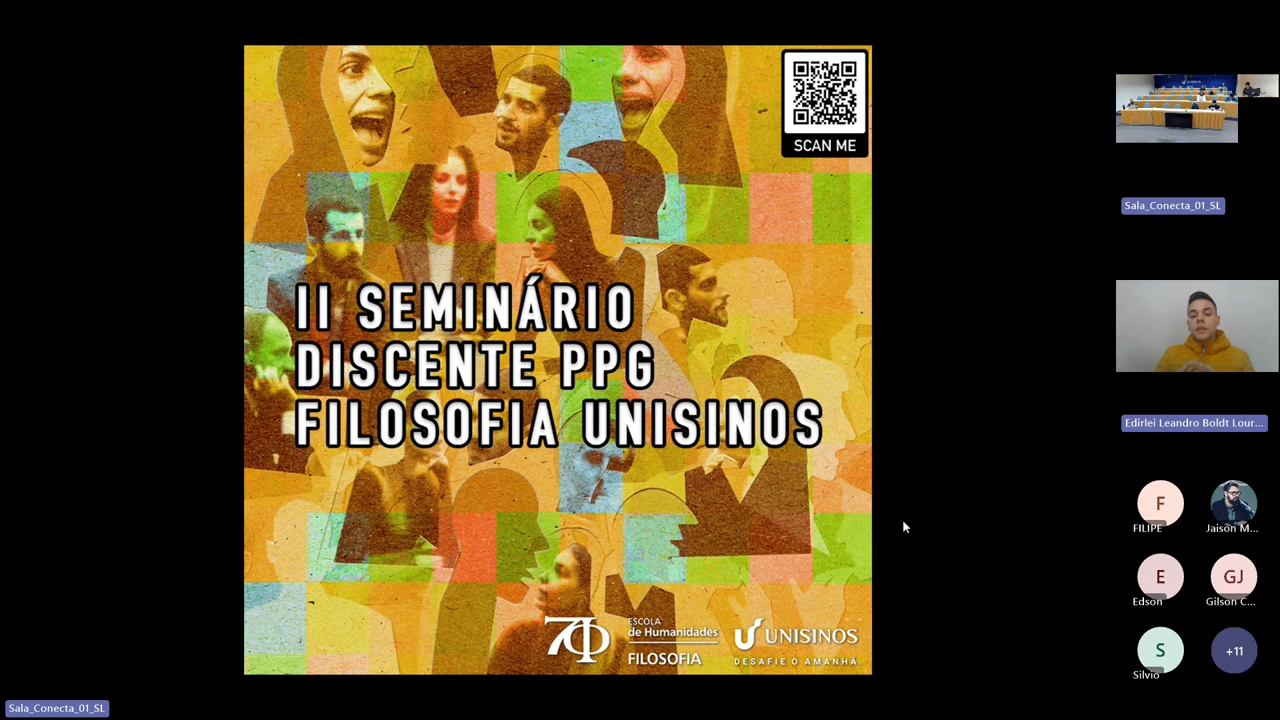 SCAN ME
II SEMINÁRIO
DISCENTE PPG
FILOSOFIA UNISINOS
7Φ
ESCOLA
de Humanidades
FILOSOFIA
UNISINOS
DESAFIE O AMANHÃ.
Sala_Conecta_01_SL
Edirlei Leandro Boldt Lour...
F
FILIPE
Jaison M...
E
Edson
GJ
Gilson C...
S
Silvio
+11
Sala_Conecta_01_SL